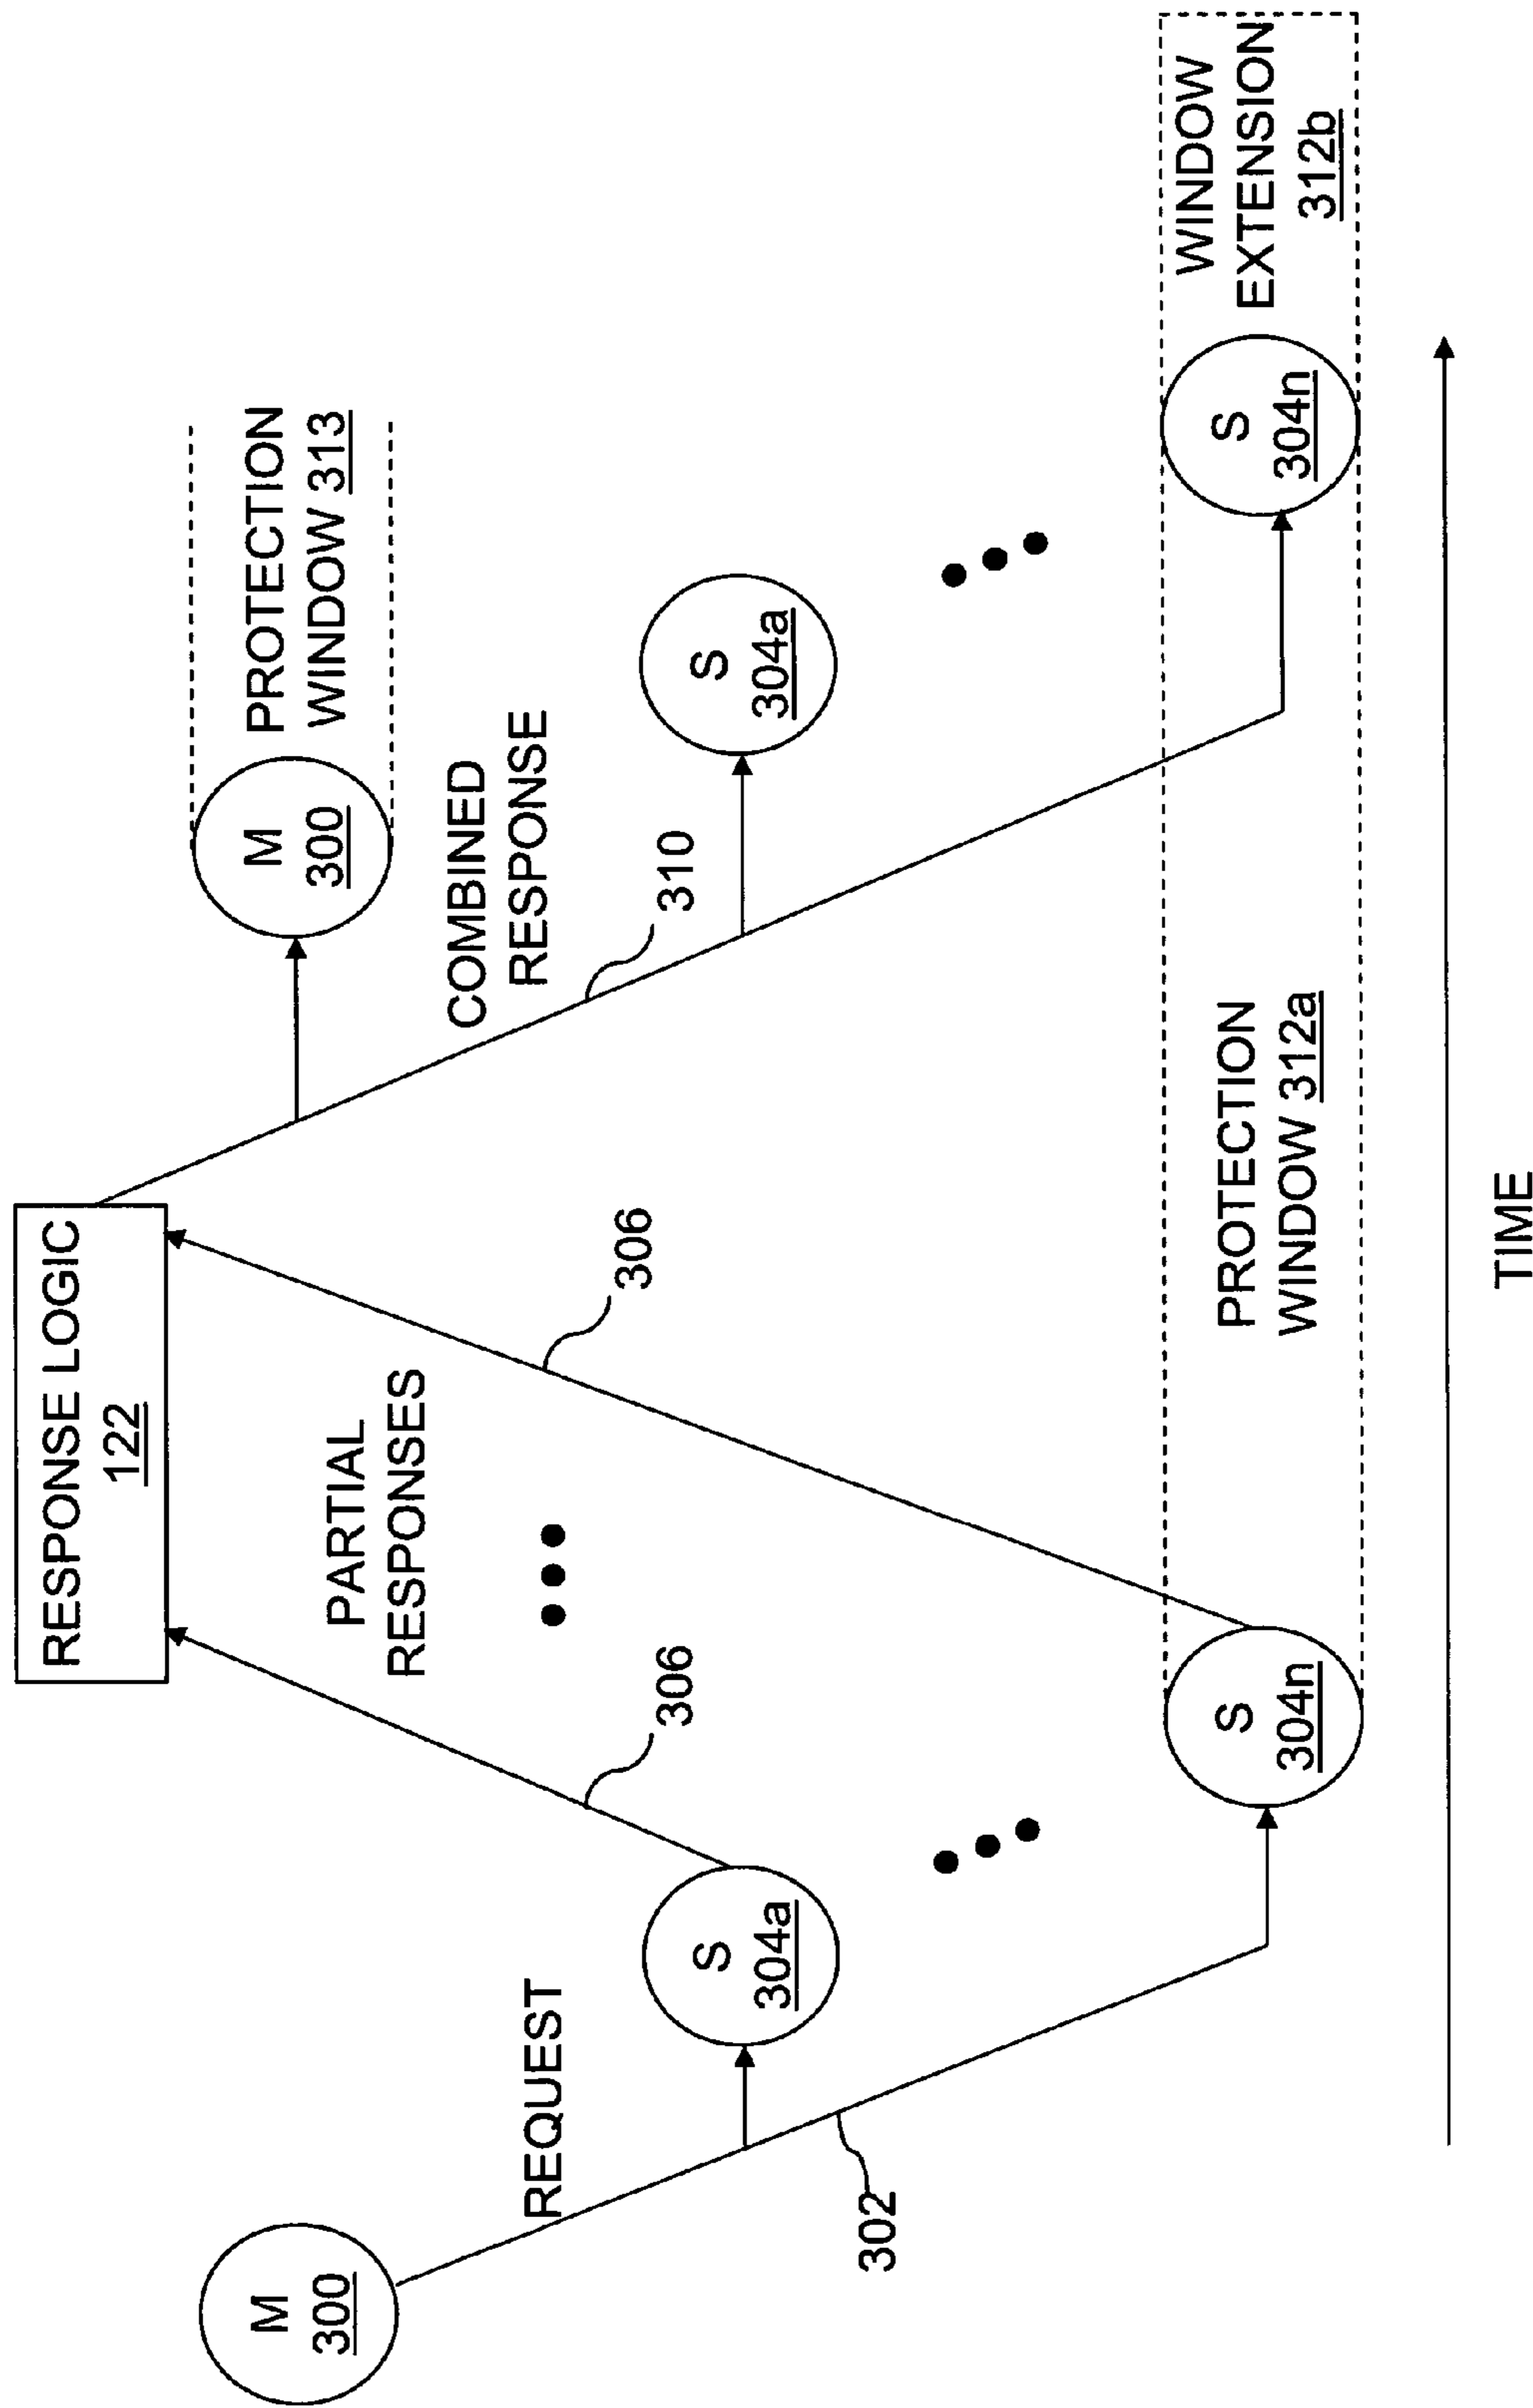 RESPONSE LOGIC
122
M
300
REQUEST
302
S
304a
306
PARTIAL
RESPONSES
306
S
304n
COMBINED
RESPONSE
310
M
300
PROTECTION
WINDOW 313
S
304a
PROTECTION
WINDOW 312a
S
304n
WINDOW
EXTENSION
312b
TIME